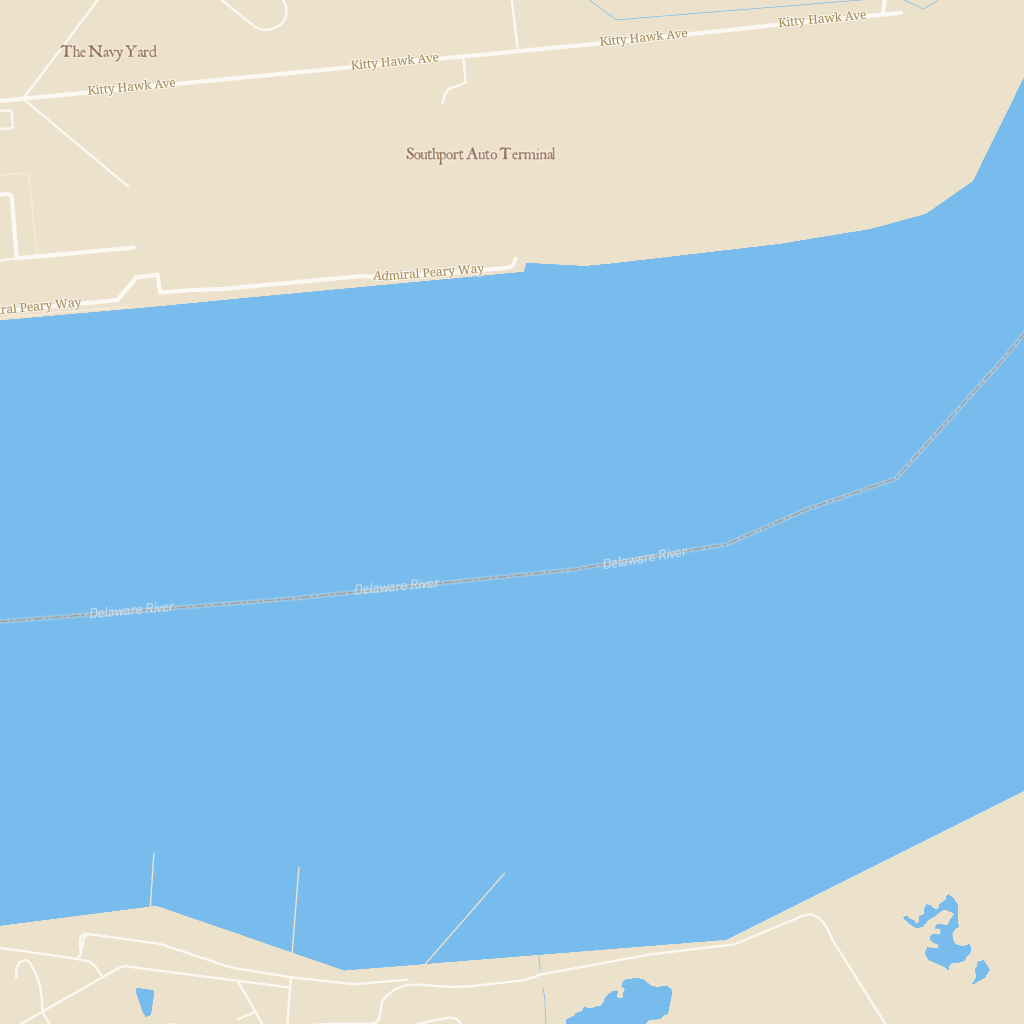 Kitty Hawk Ave
Kitty Hawk Ave
The Navy Yard
Kitty Hawk Ave
Kitty Hawk Ave
Southport Auto Terminal
Admiral Peary Way
ral Peary Way
Delaware River
Delaware River
Delaware River